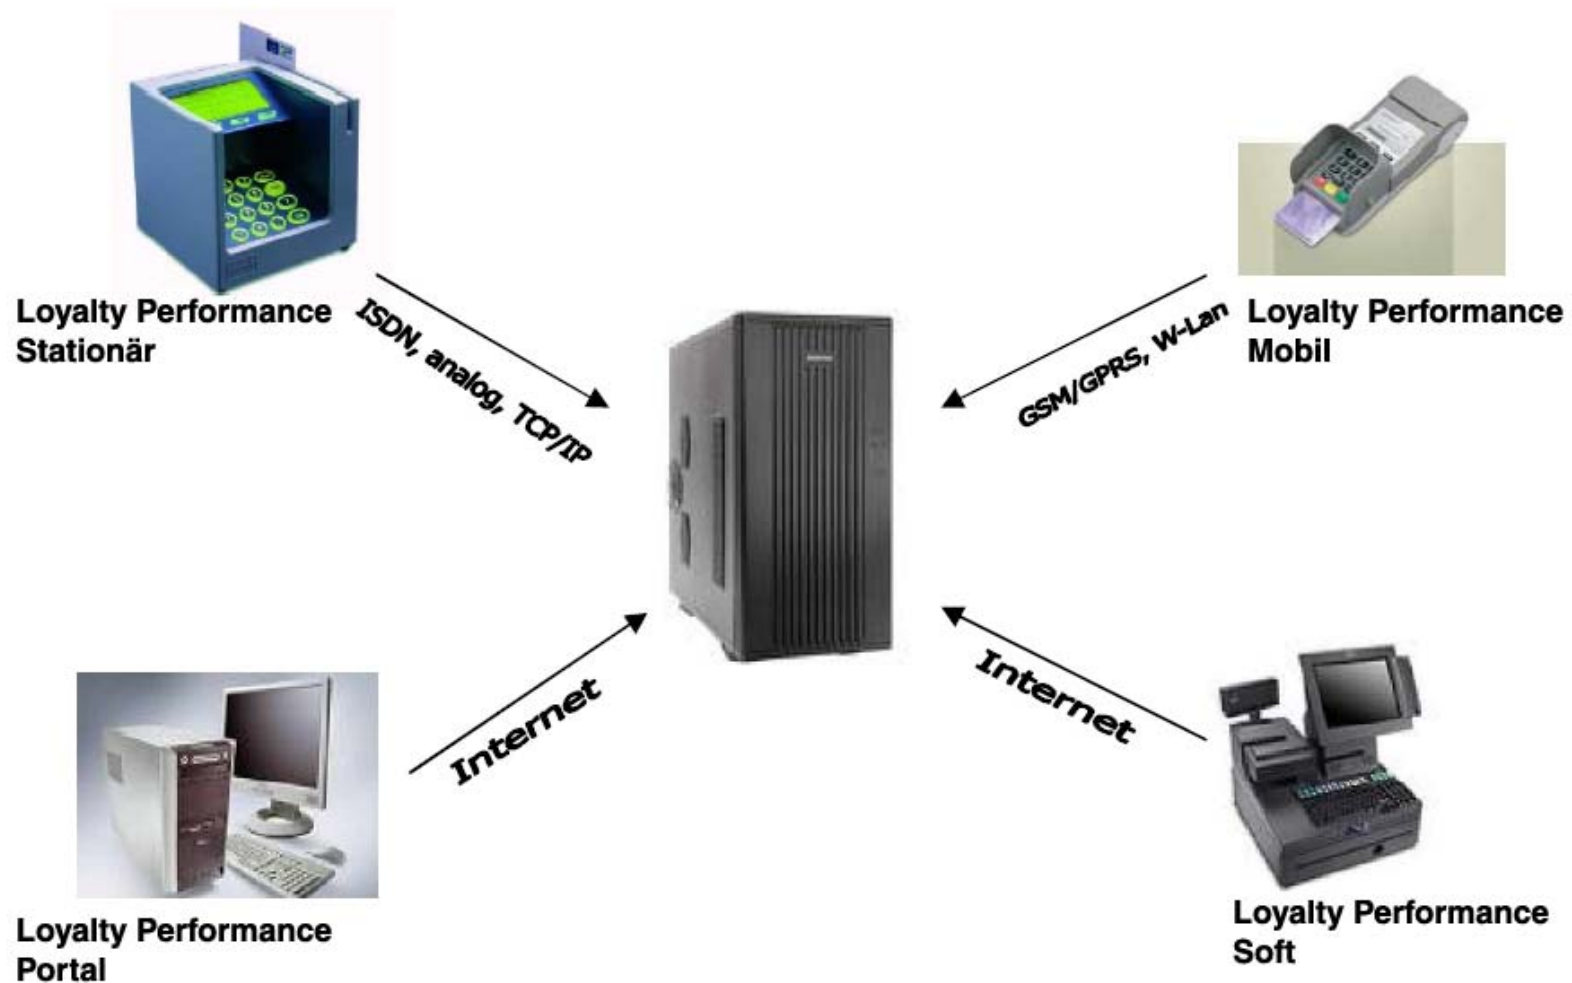 Loyalty Performance
Stationär
ISDN, analog, TCP/IP
GSM/GPRS, W-Lan
Loyalty Performance
Mobil
Internet
Internet
Loyalty Performance
Portal
Loyalty Performance
Soft